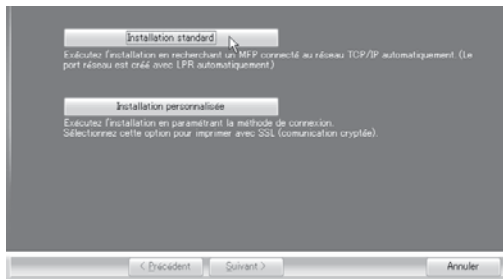 Installation standard
Exécutez l'installation en recherchant un MFP connecté au réseau TCP/IP automatiquement. (Le
port réseau est créé avec LPR automatiquement)
Installation personnalisée
Exécutez l'installation en paramétrant la méthode de connexion.
Sélectionnez cette option pour imprimer avec SSL (comunication cryptée).
< Précédent Suivant > Annuler